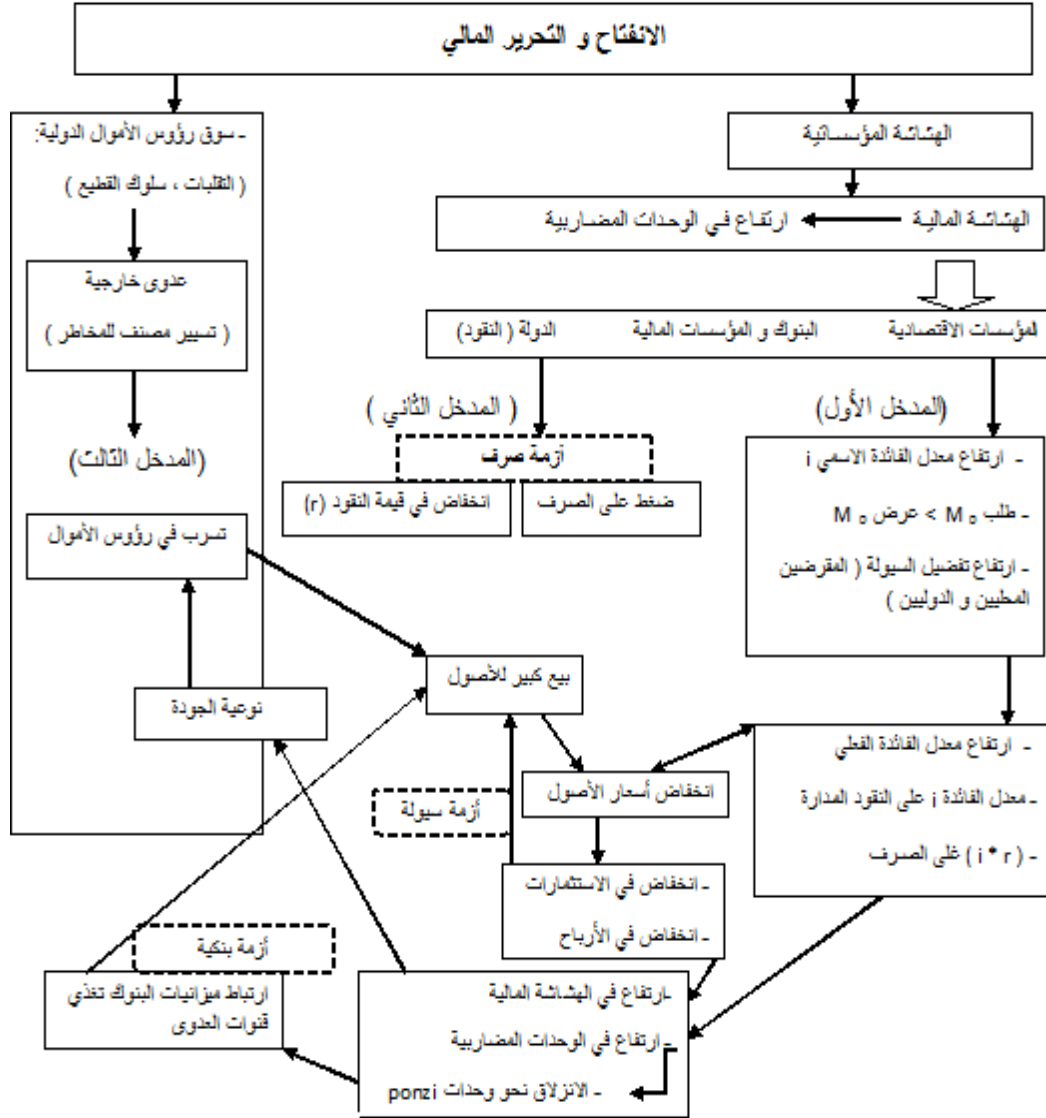 الانفتاح و التحرير المالي
الهشاشة المؤسساتية
الهشاشة المالية ارتفاع في الوحدات المضاربية
المؤسسات الاقتصادية البنوك و المؤسسات المالية الدولة ( النقود)
(المدخل الأول)
- ارتفاع معدل الفائدة الاسمي i
- طلب M o < عرض M o
- ارتفاع تفضيل السيولة ( المقرضين
المحليين و الدوليين )
( المدخل الثاني )
أزمة صرف
ضغط على الصرف
انخفاض في قيمة النقود (r)
- سوق رؤوس الأموال الدولية:
( التقلبات ، سلوك القطيع )
عدوى خارجية
( تسيير مصنف للمخاطر )
(المدخل الثالث)
تسرب في رؤوس الأموال
نوعية الجودة
بيع كبير للأصول
انخفاض أسعار الأصول
أزمة سيولة
- ارتفاع معدل الفائدة الفعلي
- معدل الفائدة i على النقود المدارة
- ( i * r ) غلى الصرف
- انخفاض في الاستثمارات
- انخفاض في الأرباح
-ارتفاع في الهشاشة المالية
- ارتفاع في الوحدات المضاربية
- الانزلاق نحو وحدات ponzi
أزمة بنكية
ارتباط ميزانيات البنوك تغذي
قنوات العدوى